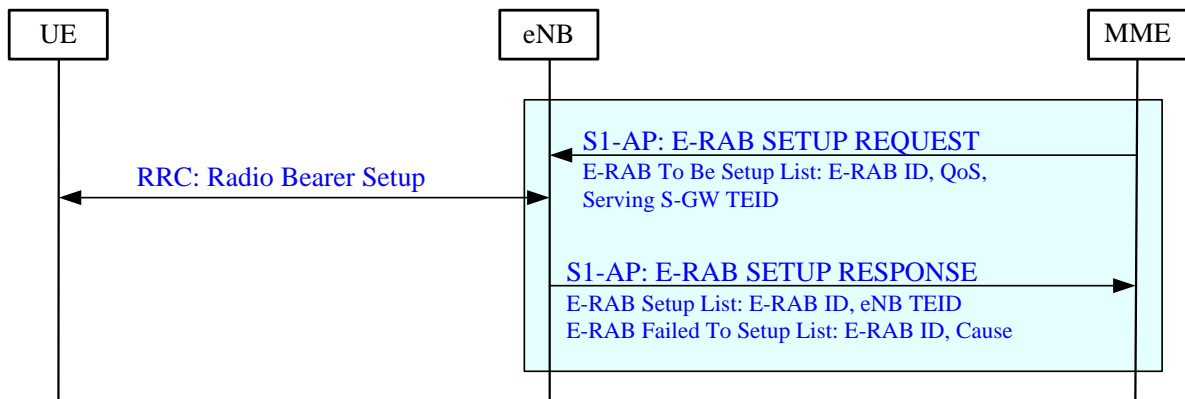 UE
eNB
MME
S1-AP: E-RAB SETUP REQUEST
E-RAB To Be Setup List: E-RAB ID, QoS,
Serving S-GW TEID
RRC: Radio Bearer Setup
S1-AP: E-RAB SETUP RESPONSE
E-RAB Setup List: E-RAB ID, eNB TEID
E-RAB Failed To Setup List: E-RAB ID, Cause